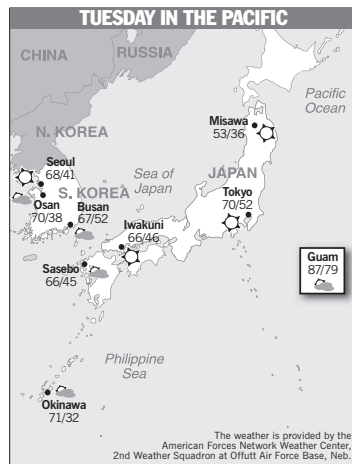 TUESDAY IN THE PACIFIC
CHINA
RUSSIA
Pacific
Ocean
N. KOREA
Misawa
53/36
Seoul
68/41
Sea of
Japan
JAPAN
S. KOREA
Osan
70/38
Busan
67/52
Tokyo
70/52
Iwakuni
66/46
Sasebo
66/45
Guam
87/79
Philippine
Sea
Okinawa
71/32
The weather is provided by the
American Forces Network Weather Center,
2nd Weather Squadron at Offutt Air Force Base, Neb.